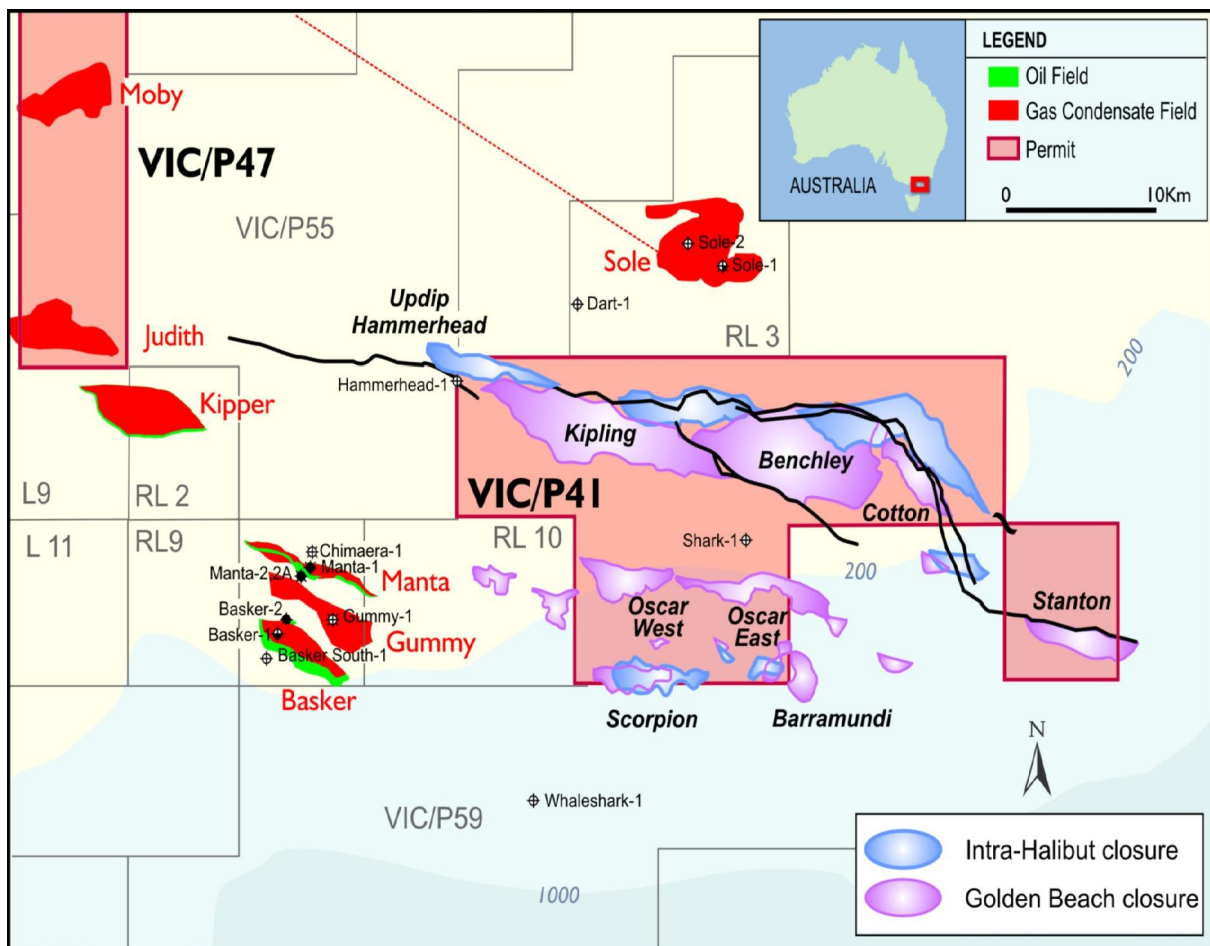 LEGEND
Oil Field
Gas Condensate Field
Permit
0 10Km
AUSTRALIA
Moby
VIC/P47
VIC/P55
Sole
Sole-2
Sole-1
Dart-1
Updip
Hammerhead
RL 3
200
Judith
Hammerhead-1
Kipper
Kipling
Benchley
L9
RL 2
VIC/P41
Cotton
L 11
RL9
RL 10
Shark-1
Chimaera-1
Manta-1
Manta-2,2A
Manta
200
Basker-2
Gummy-1
Basker-1
Gummy
Basker South-1
Basker
Oscar
West
Oscar
East
Stanton
Scorpion
Barramundi
N
Whaleshark-1
VIC/P59
1000
Intra-Halibut closure
Golden Beach closure